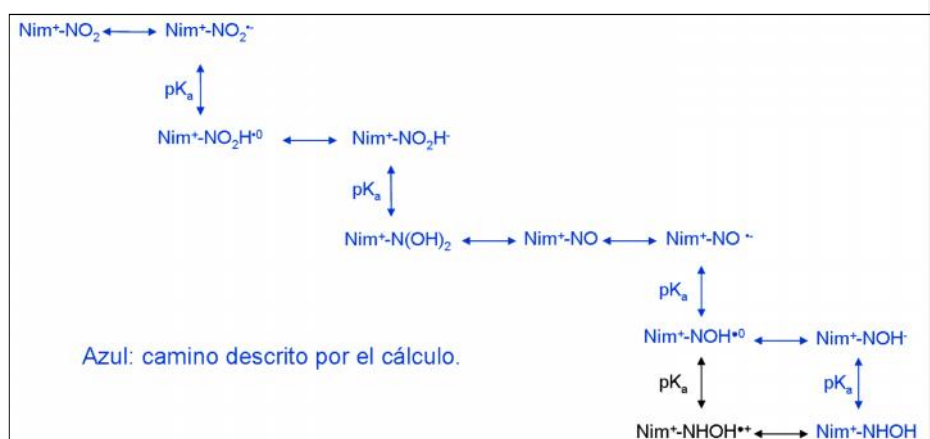 Nim⁺-NO₂ ⟷ Nim⁺-NO₂•⁻
pKₐ
Nim⁺-NO₂H•⁰ ⟷ Nim⁺-NO₂H⁻
pKₐ
Nim⁺-N(OH)₂ ⟷ Nim⁺-NO ⟷ Nim⁺-NO •⁻
pKₐ
Nim⁺-NOH•⁰ ⟷ Nim⁺-NOH⁻
Azul: camino descrito por el cálculo.
pKₐ pKₐ
Nim⁺-NHOH•⁺ ⟷ Nim⁺-NHOH